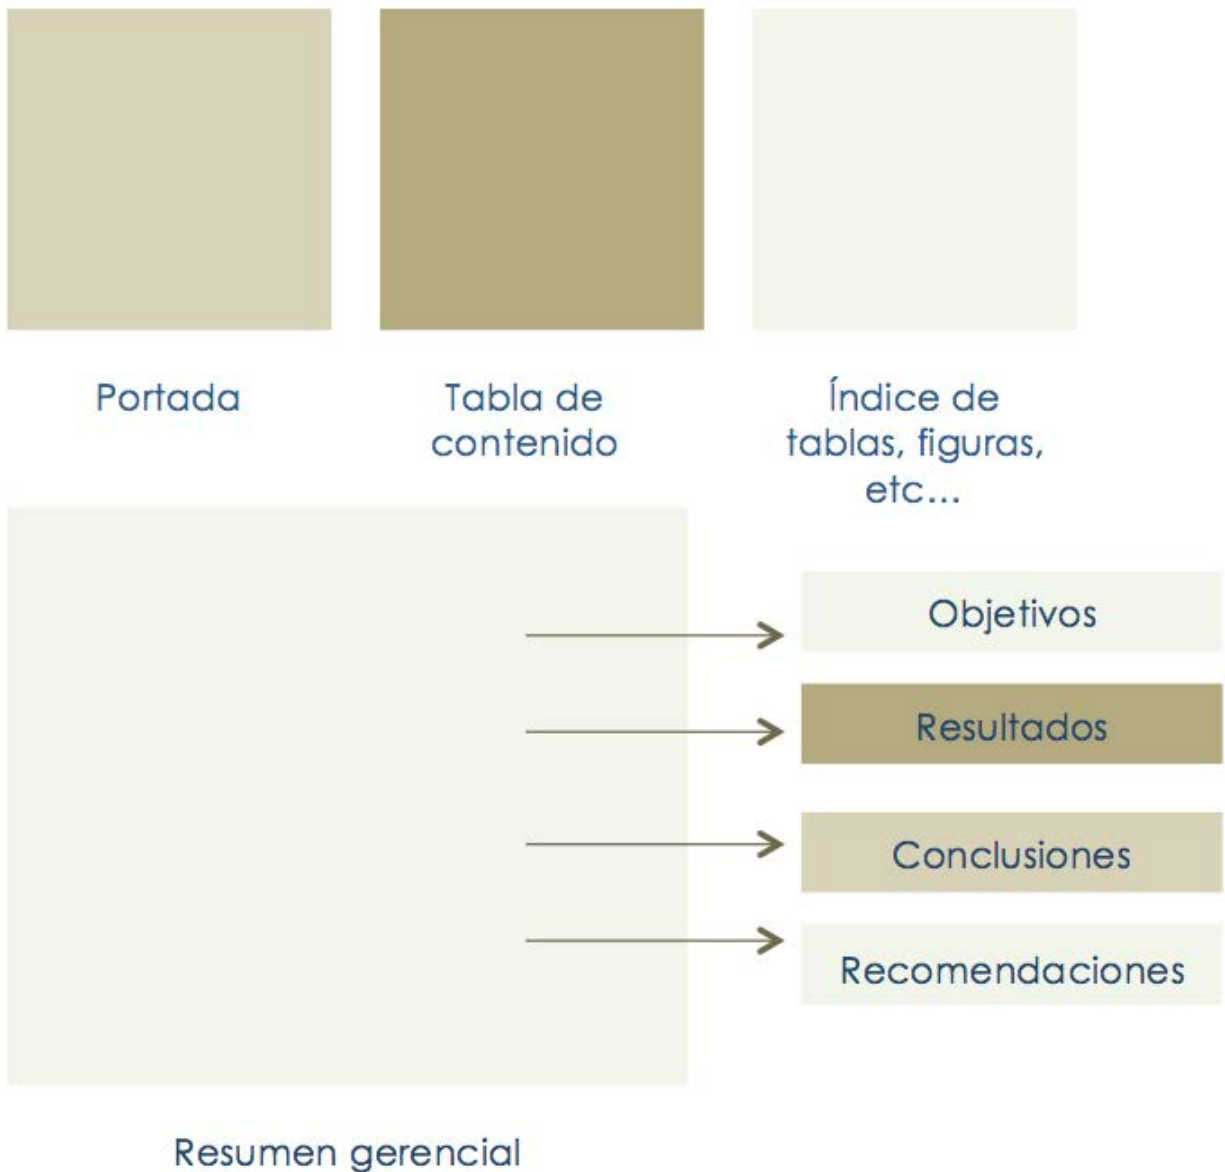 Portada
Tabla de
contenido
Índice de
tablas, figuras,
etc...
Objetivos
Resultados
Conclusiones
Recomendaciones
Resumen gerencial